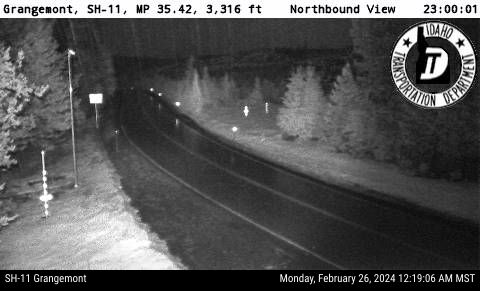 Grangemont, SH-11, MP 35.42, 3,316 ft Northbound View 23:00:01
IDAHO
TRANSPORTATION DEPARTMENT
SH-11 Grangemont Monday, February 26, 2024 12:19:06 AM MST